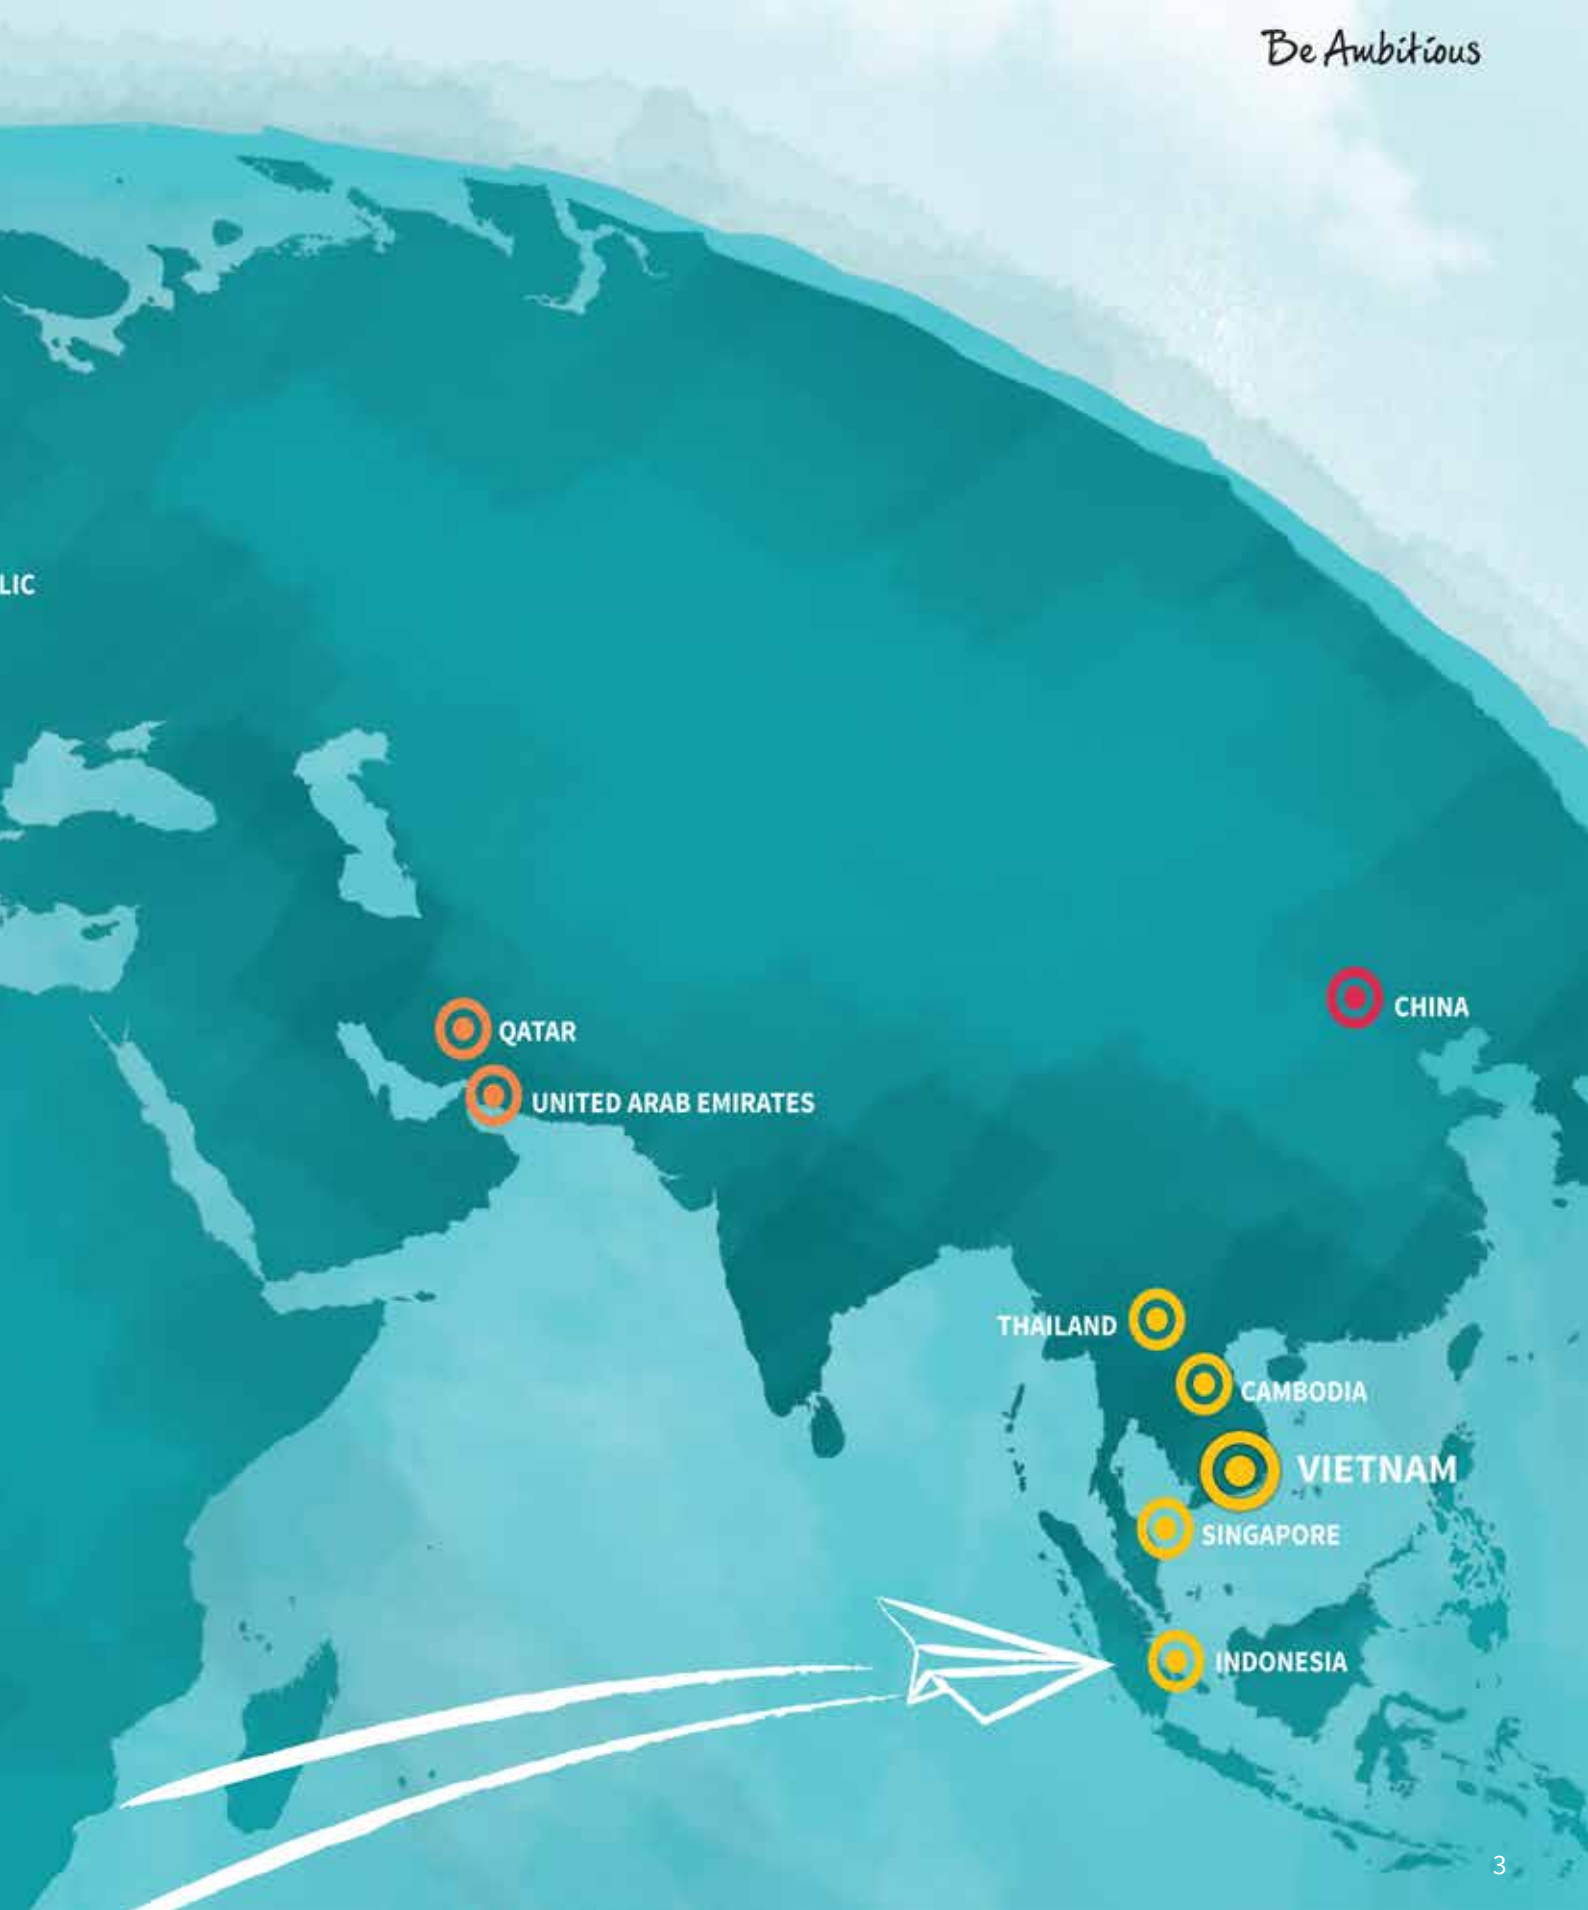 Be Ambitious
LIC
CHINA
QATAR
UNITED ARAB EMIRATES
THAILAND
CAMBODIA
VIETNAM
SINGAPORE
INDONESIA
3